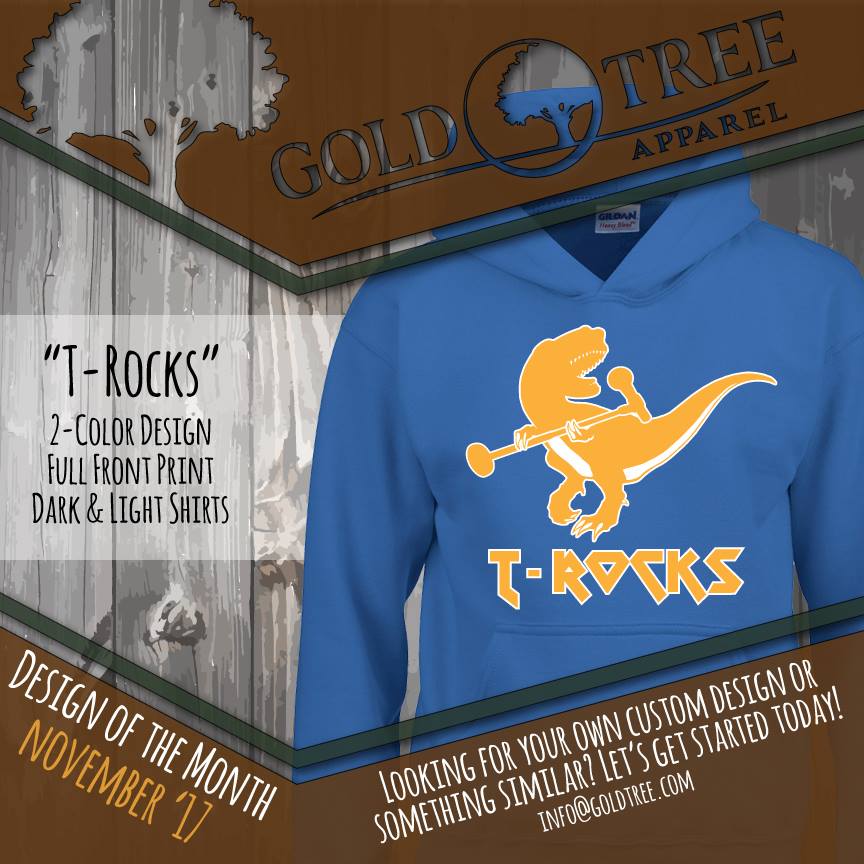 GOLD TREE
APPAREL
GILDAN
Heavy Blend™
"T-Rocks"
2-Color Design
Full Front Print
Dark & Light Shirts
T-ROCKS
Design of the Month
November '17
Looking for your own custom design or
something similar? Let's get started today!
info@goldtree.com